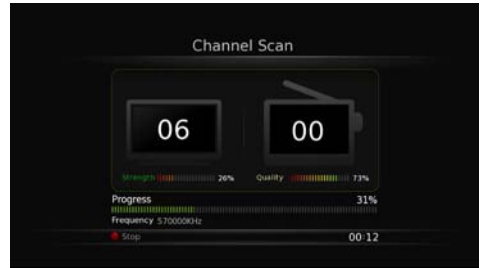 Channel Scan
06 00
Strength 26% Quality 73%
Progress 31%
Frequency 570000KHz
Stop 00:12